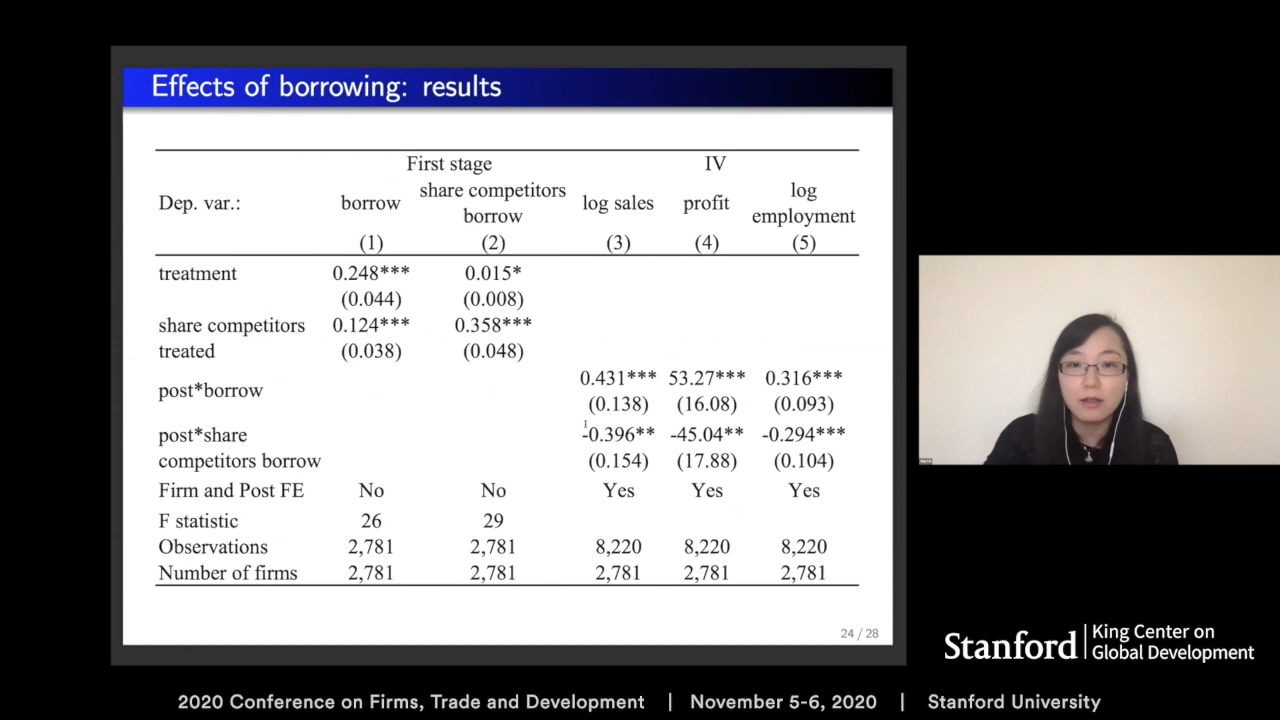 Effects of borrowing: results
First stage IV
Dep. var.: borrow share competitors borrow log sales profit log employment
(1) (2) (3) (4) (5)
treatment 0.248*** 0.015*
(0.044) (0.008)
share competitors 0.124*** 0.358***
treated (0.038) (0.048)
post*borrow 0.431*** 53.27*** 0.316***
(0.138) (16.08) (0.093)
post*share -0.396** -45.04** -0.294***
competitors borrow (0.154) (17.88) (0.104)
Firm and Post FE No No Yes Yes Yes
F statistic 26 29
Observations 2,781 2,781 8,220 8,220 8,220
Number of firms 2,781 2,781 2,781 2,781 2,781
24 / 28
Stanford | King Center on
Global Development
2020 Conference on Firms, Trade and Development | November 5-6, 2020 | Stanford University